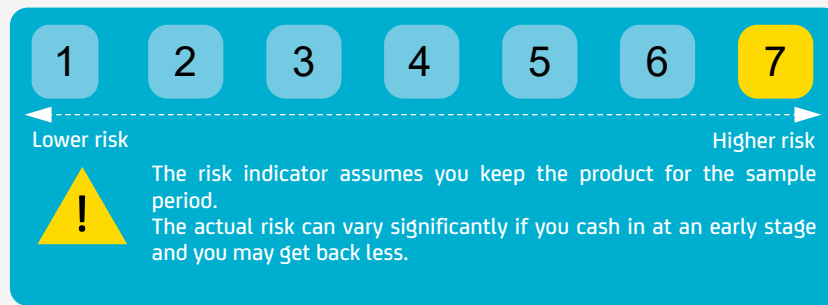 1 2 3 4 5 6 7
Lower risk Higher risk
!
The risk indicator assumes you keep the product for the sample
period.
The actual risk can vary significantly if you cash in at an early stage
and you may get back less.